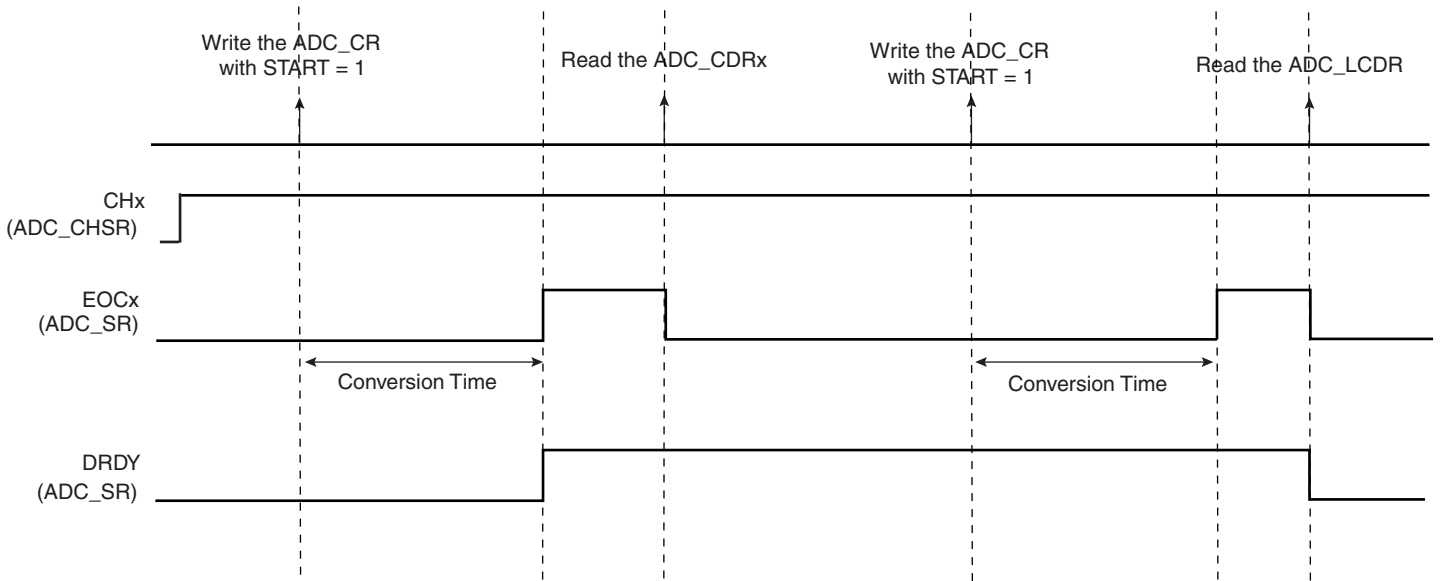 Write the ADC_CR
with START = 1
Read the ADC_CDRx
Write the ADC_CR
with START = 1
Read the ADC_LCDR
CHx
(ADC_CHSR)
EOCx
(ADC_SR)
Conversion Time
Conversion Time
DRDY
(ADC_SR)